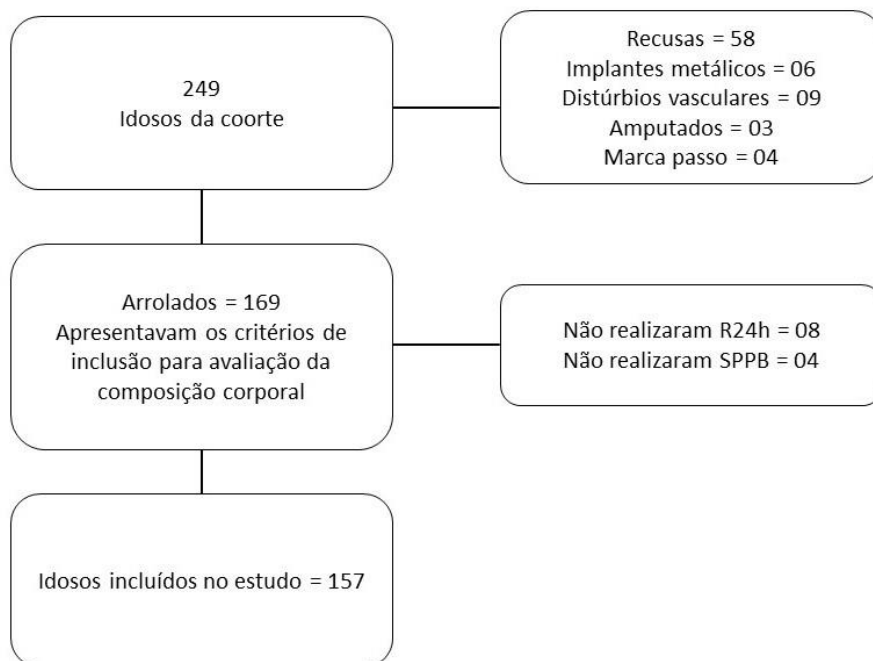 249
Idosos da coorte
Recusas = 58
Implantes metálicos = 06
Distúrbios vasculares = 09
Amputados = 03
Marca passo = 04
Arrolados = 169
Apresentavam os critérios de
inclusão para avaliação da
composição corporal
Não realizaram R24h = 08
Não realizaram SPPB = 04
Idosos incluídos no estudo = 157